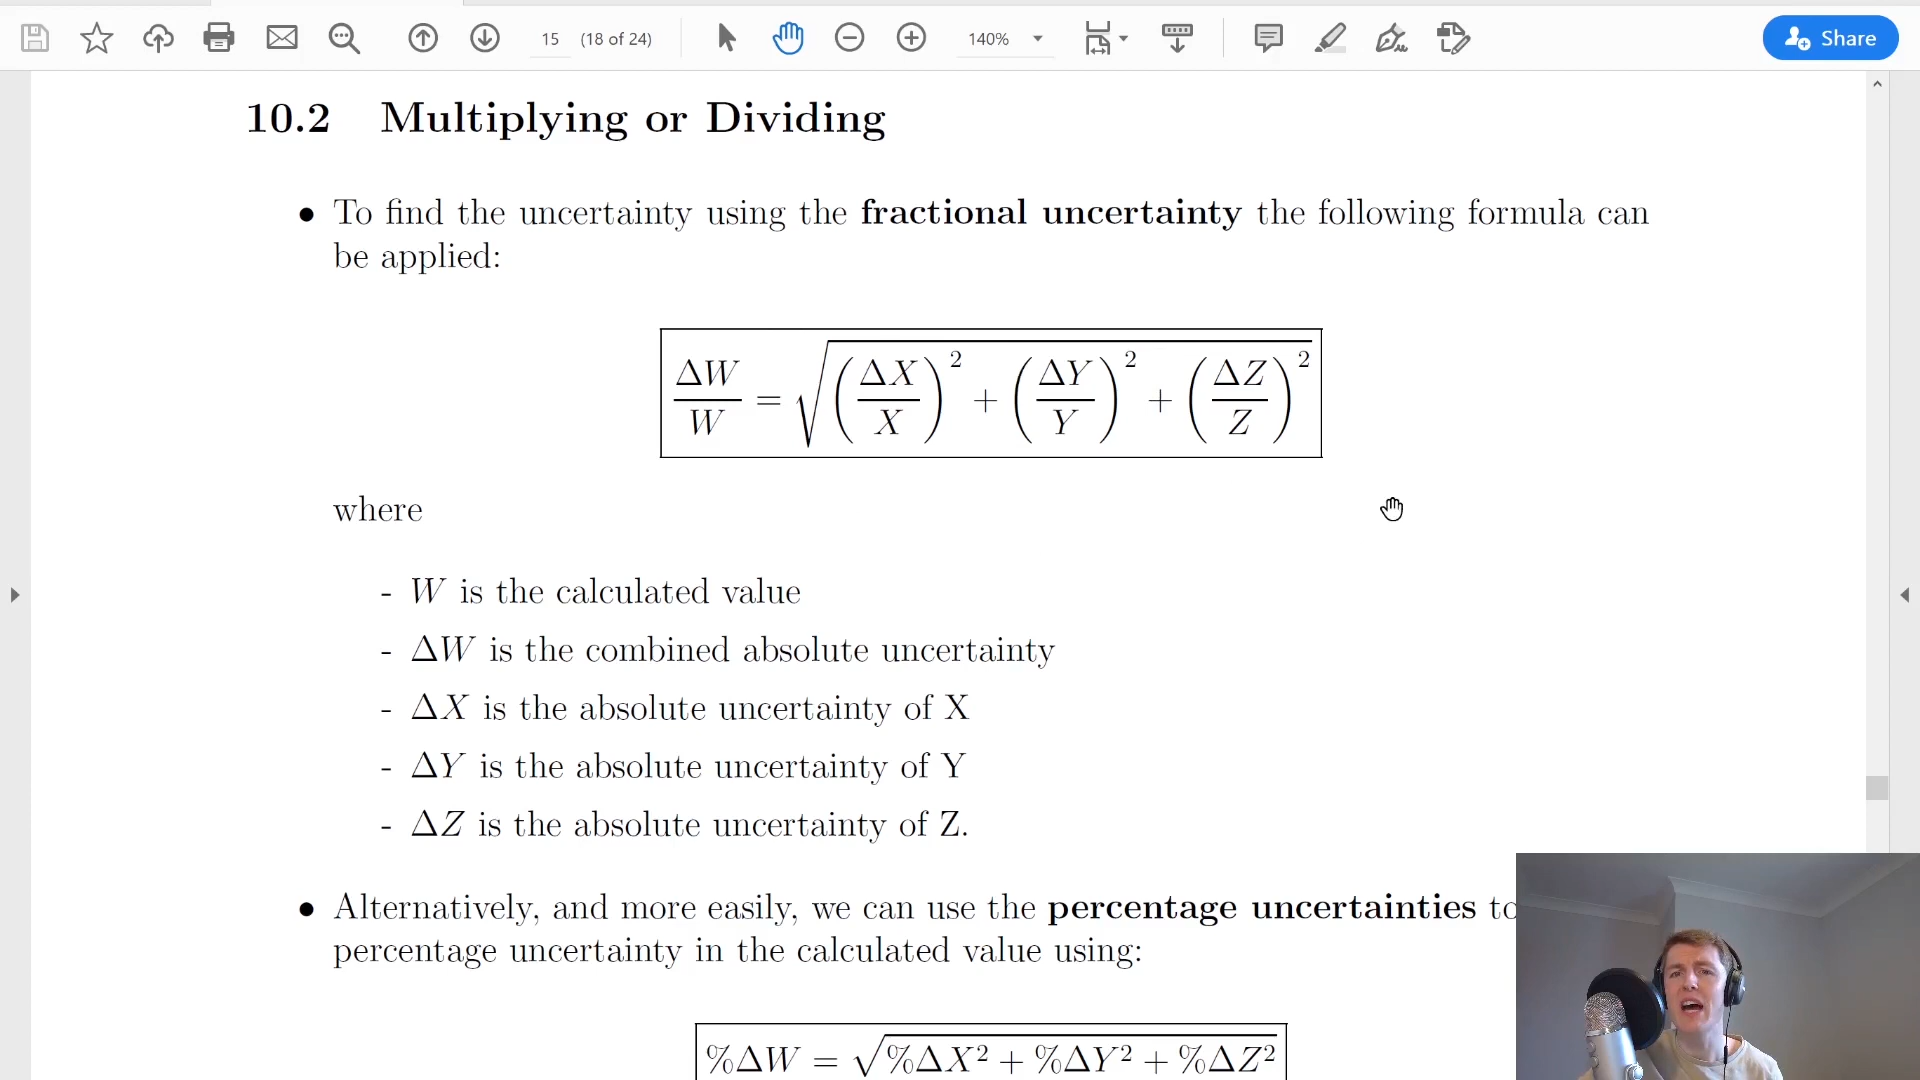 15 (18 of 24) 140% Share
10.2 Multiplying or Dividing
• To find the uncertainty using the fractional uncertainty the following formula can
be applied:
ΔW/W = √((ΔX/X)² + (ΔY/Y)² + (ΔZ/Z)²)
where
- W is the calculated value
- ΔW is the combined absolute uncertainty
- ΔX is the absolute uncertainty of X
- ΔY is the absolute uncertainty of Y
- ΔZ is the absolute uncertainty of Z.
• Alternatively, and more easily, we can use the percentage uncertainties to
percentage uncertainty in the calculated value using:
%ΔW = √(%ΔX² + %ΔY² + %ΔZ²)